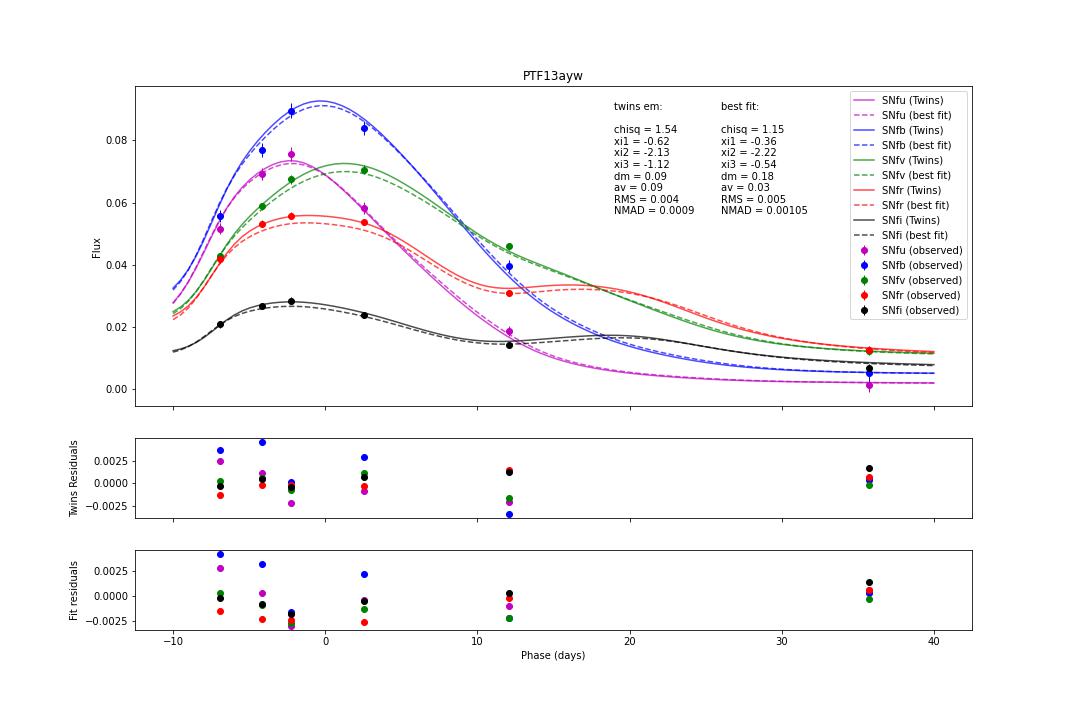 PTF13ayw
twins em:
best fit:
chisq = 1.54
chisq = 1.15
xi1 = -0.62
xi1 = -0.36
xi2 = -2.13
xi2 = -2.22
xi3 = -1.12
xi3 = -0.54
dm = 0.09
dm = 0.18
av = 0.09
av = 0.03
RMS = 0.004
RMS = 0.005
NMAD = 0.0009
NMAD = 0.00105
SNfu (Twins)
SNfu (best fit)
SNfb (Twins)
SNfb (best fit)
SNfv (Twins)
SNfv (best fit)
SNfr (Twins)
SNfr (best fit)
SNfi (Twins)
SNfi (best fit)
SNfu (observed)
SNfb (observed)
SNfv (observed)
SNfr (observed)
SNfi (observed)
Flux
0.08
0.06
0.04
0.02
0.00
Twins Residuals
0.0025
0.0000
−0.0025
Fit residuals
0.0025
0.0000
−0.0025
−10
0
10
20
30
40
Phase (days)